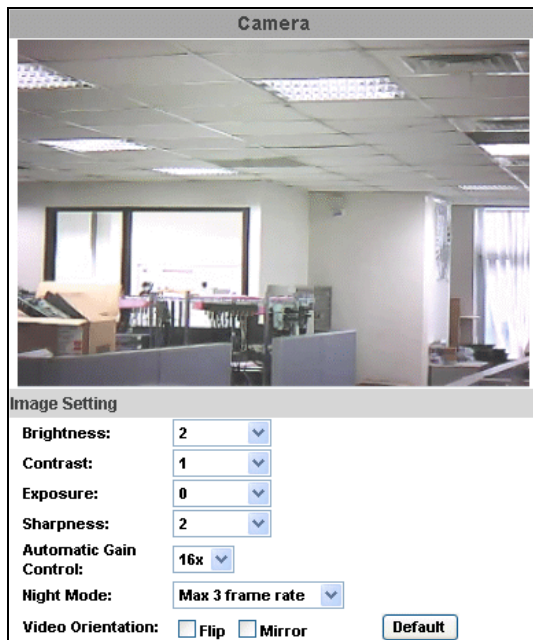 Camera
Image Setting
Brightness: 2
Contrast: 1
Exposure: 0
Sharpness: 2
Automatic Gain
Control: 16x
Night Mode: Max 3 frame rate
Video Orientation: Flip Mirror Default